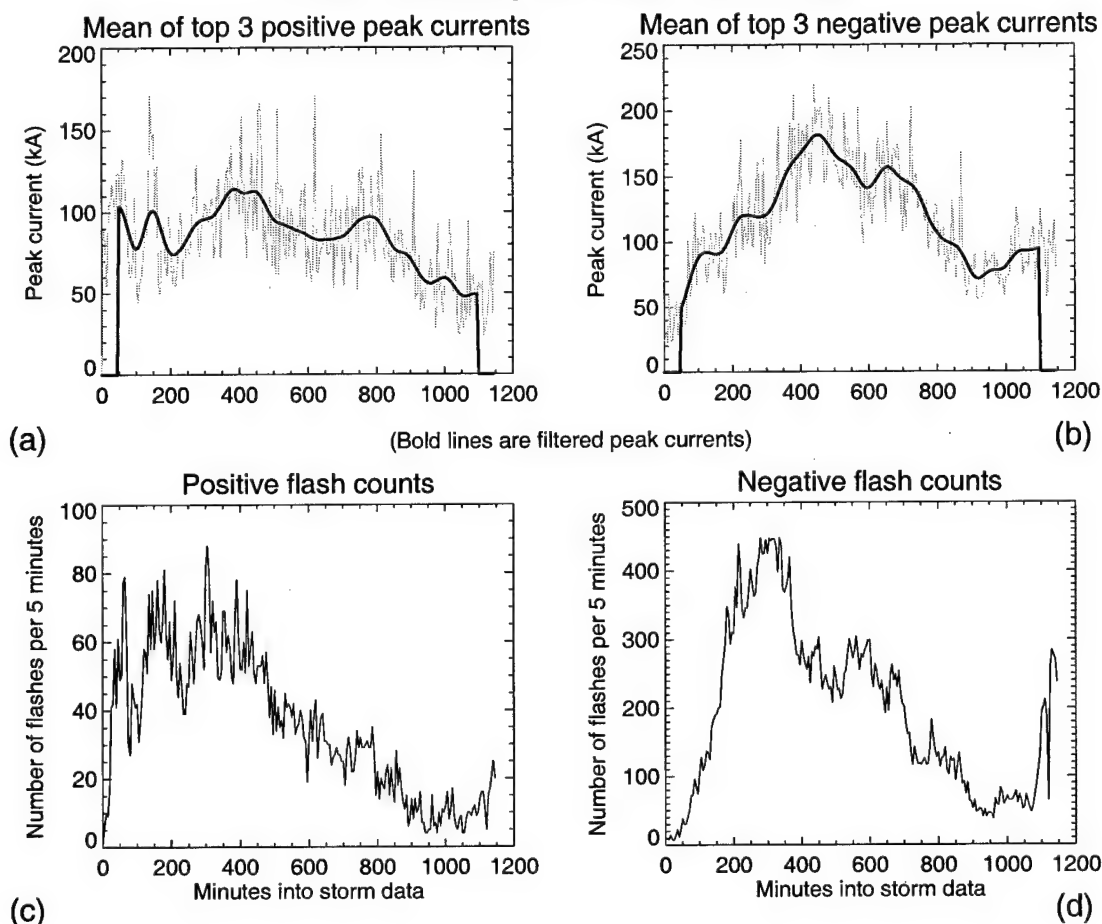 Mean of top 3 positive peak currents
Mean of top 3 negative peak currents
200
150
100
50
0
Peak current (kA)
0 200 400 600 800 1000 1200
250
200
150
100
50
0
Peak current (kA)
0 200 400 600 800 1000 1200
(a)
(Bold lines are filtered peak currents)
(b)
Positive flash counts
Negative flash counts
100
80
60
40
20
0
Number of flashes per 5 minutes
0 200 400 600 800 1000 1200
Minutes into storm data
500
400
300
200
100
0
Number of flashes per 5 minutes
0 200 400 600 800 1000 1200
Minutes into storm data
(c)
(d)